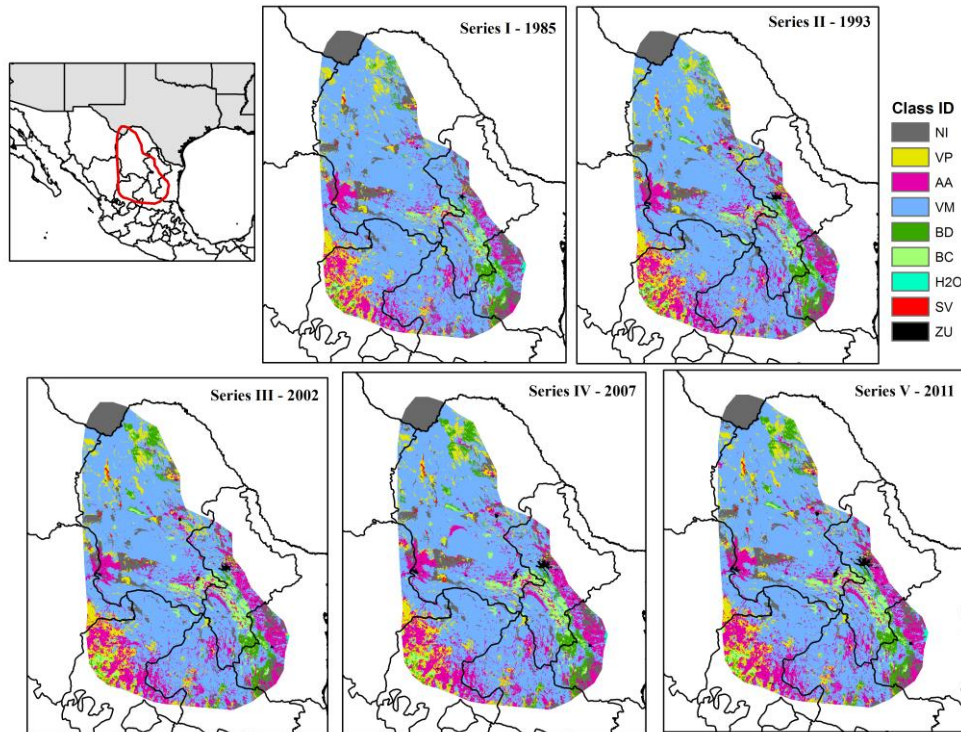 Series I - 1985
Series II - 1993
Class ID
NI
VP
AA
VM
BD
BC
H2O
SV
ZU
Series III - 2002
Series IV - 2007
Series V - 2011